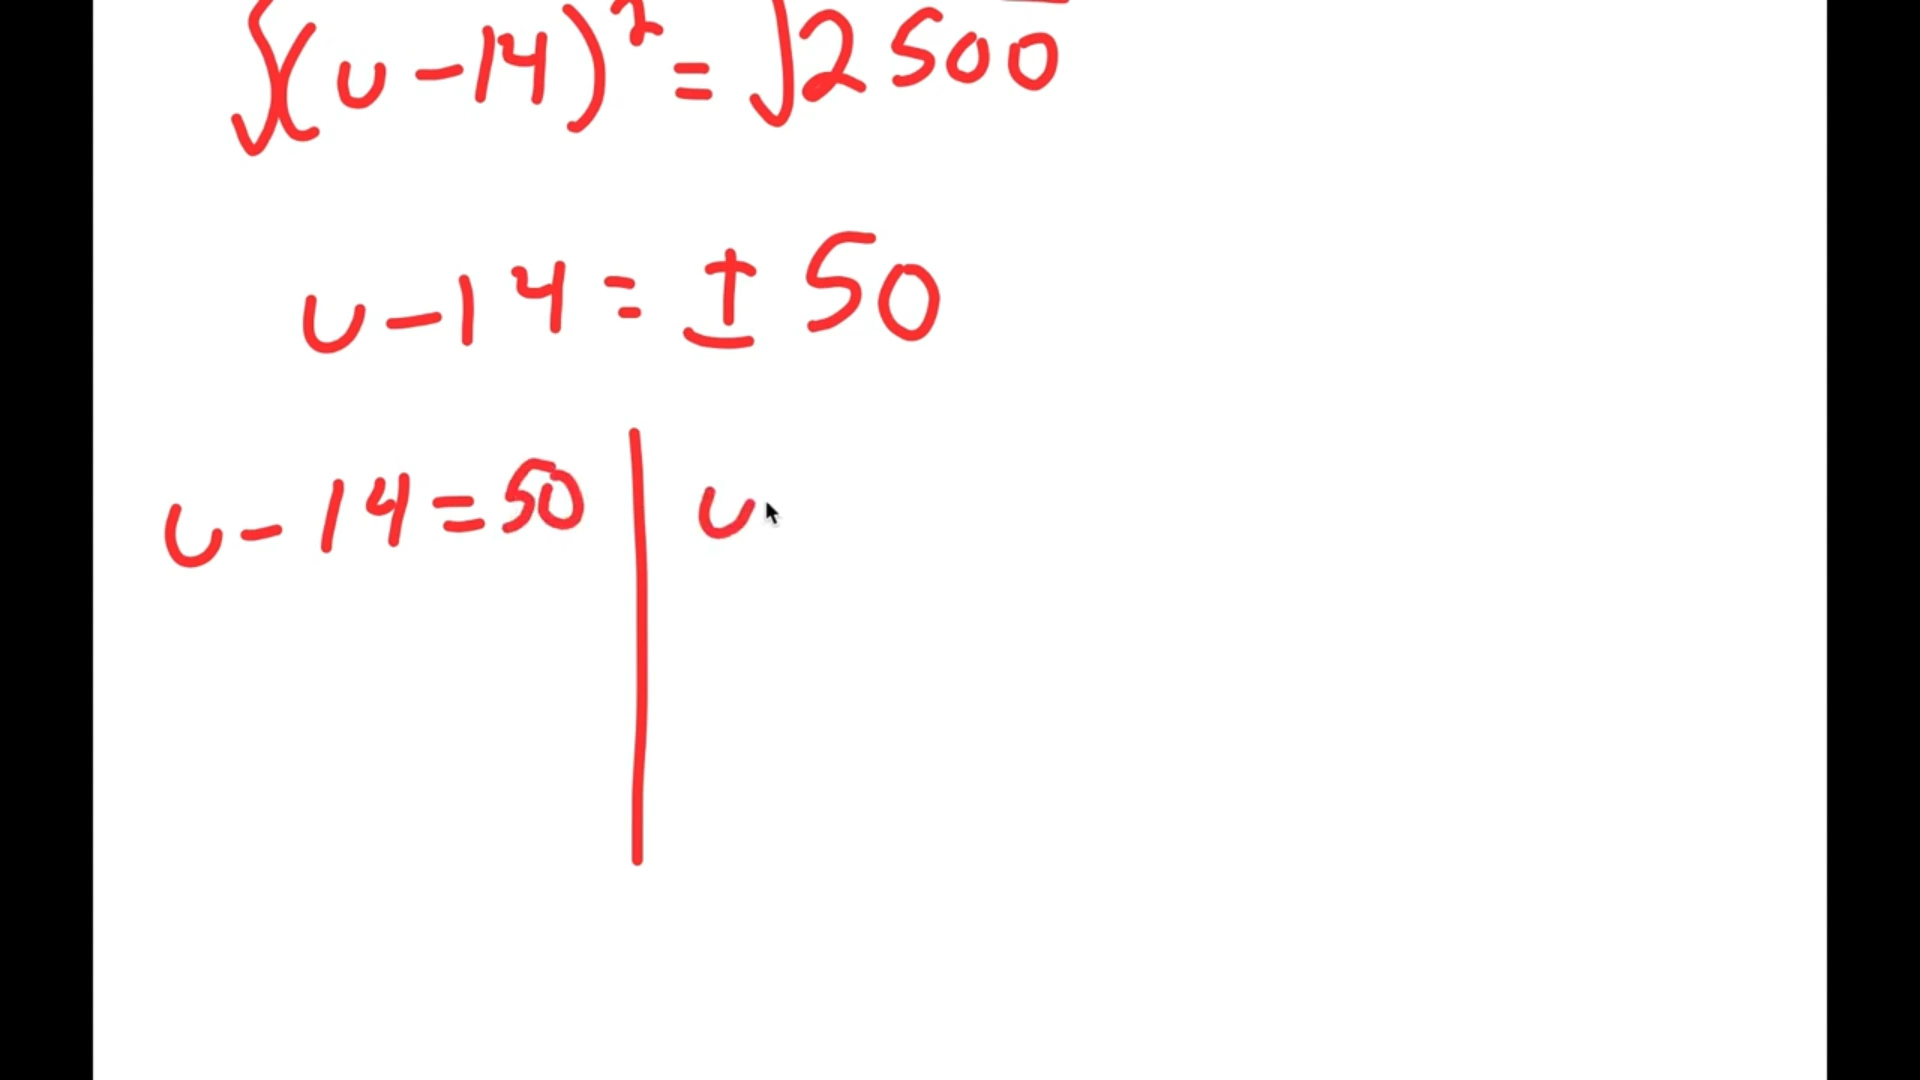 √(u-14)² = √2500
u-14 = ± 50
u-14=50 | u